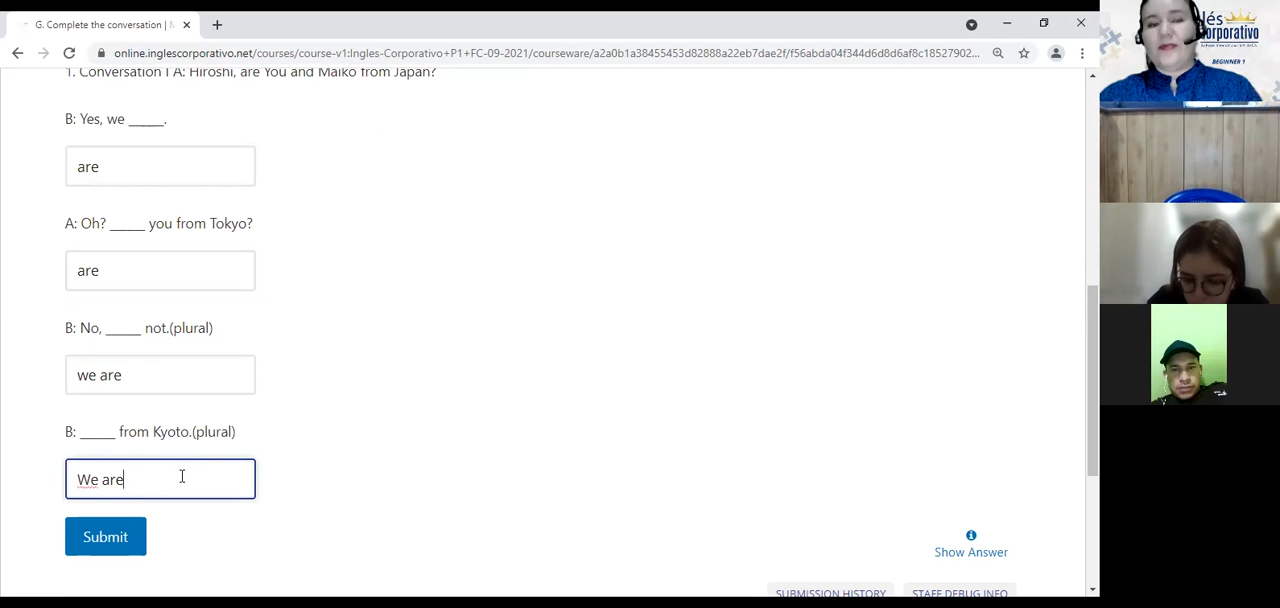 G. Complete the conversation |
online.inglescorporativo.net/courses/course-v1:Ingles-Corporativo+P1+FC-09-2021/courseware/a2a0b1a38455453d82888a22eb7dae2f/f56abda04f344d6d8d6af8c18527902...
1. Conversation I A: Hiroshi, are You and Maiko from Japan?
B: Yes, we _____.
are
A: Oh? _____ you from Tokyo?
are
B: No, _____ not.(plural)
we are
B: _____ from Kyoto.(plural)
We are
Submit
Show Answer
SUBMISSION HISTORY
STAFF DEBUG INFO
BEGINNER 1